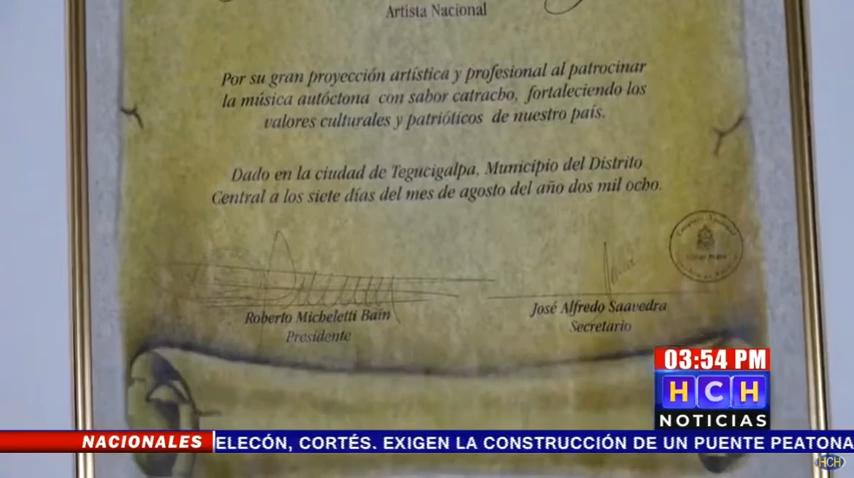 Artista Nacional
Por su gran proyección artística y profesional al patrocinar
la música autóctona con sabor catracho, fortaleciendo los
valores culturales y patrióticos de nuestro país.
Dado en la ciudad de Tegucigalpa, Municipio del Distrito
Central a los siete días del mes de agosto del año dos mil ocho.
Roberto Micheletti Bain
Presidente
José Alfredo Saavedra
Secretario
03:54 PM
HCH
NOTICIAS
NACIONALES
ELECÓN, CORTÉS. EXIGEN LA CONSTRUCCIÓN DE UN PUENTE PEATONA
HCH